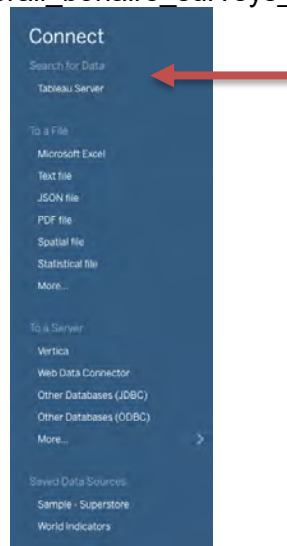 Connect
Search for Data
Tableau Server
To a File
Microsoft Excel
Text file
JSON file
PDF file
Spatial file
Statistical file
More...
To a Server
Vertica
Web Data Connector
Other Databases (JDBC)
Other Databases (ODBC)
More...
Saved Data Sources
Sample - Superstore
World Indicators